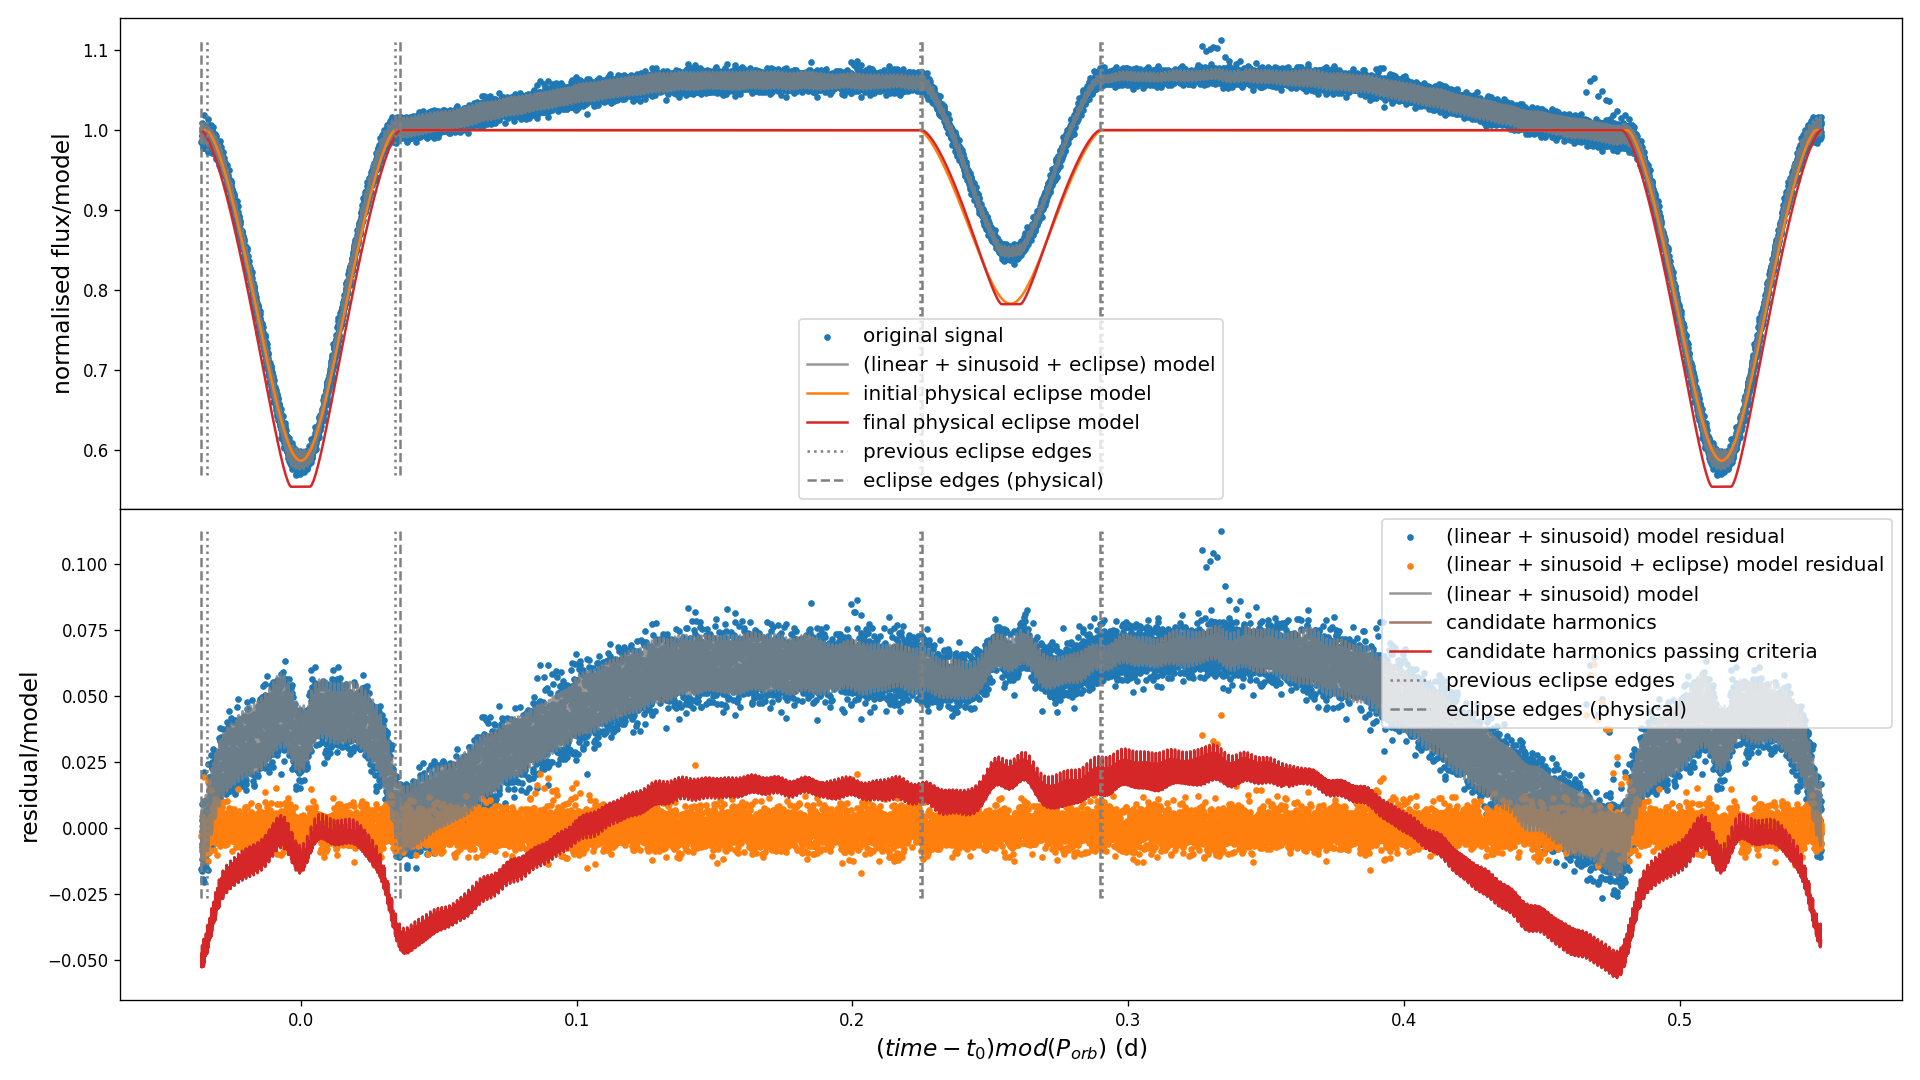 1.1
1.0
0.9
0.8
0.7
0.6
normalised flux/model
original signal
(linear + sinusoid + eclipse) model
initial physical eclipse model
final physical eclipse model
previous eclipse edges
eclipse edges (physical)
0.100
0.075
0.050
0.025
0.000
−0.025
−0.050
residual/model
(linear + sinusoid) model residual
(linear + sinusoid + eclipse) model residual
(linear + sinusoid) model
candidate harmonics
candidate harmonics passing criteria
previous eclipse edges
eclipse edges (physical)
0.0 0.1 0.2 0.3 0.4 0.5
(time − t₀)mod(P_orb) (d)